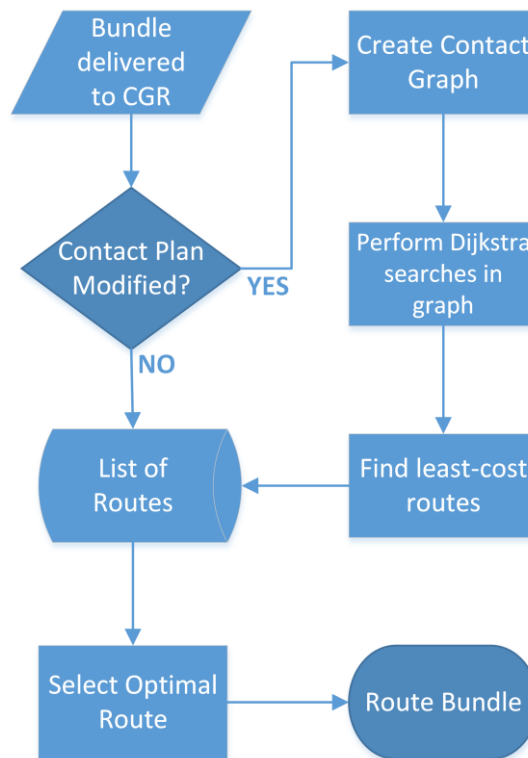 Bundle
delivered
to CGR
Create Contact
Graph
Contact Plan
Modified?
YES
Perform Dijkstra
searches in
graph
NO
List of
Routes
Find least-cost
routes
Select Optimal
Route
Route Bundle